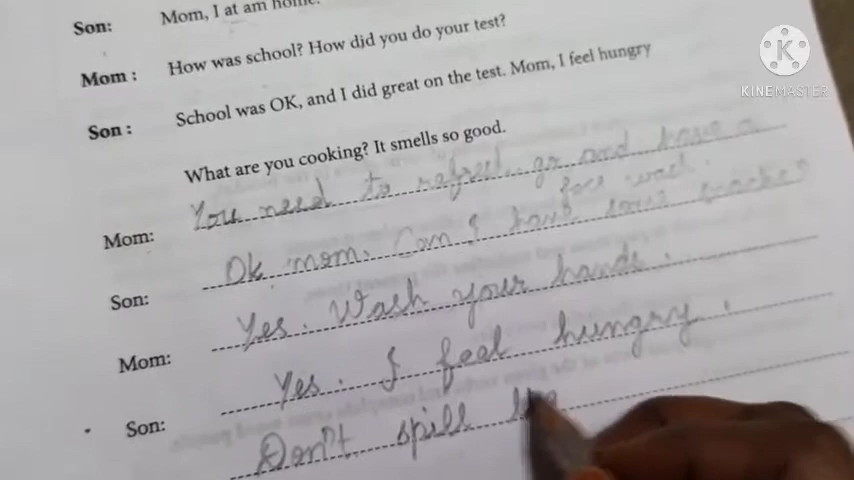 Son: Mom, I at am home.
Mom : How was school? How did you do your test?
Son : School was OK, and I did great on the test. Mom, I feel hungry
What are you cooking? It smells so good.
Mom: You need to refresh. go and have a
face wash.
Son: Ok mom. Can I have some
Mom: Yes. Wash your hands.
Son: Yes. I feel hungry.
Don't spill the
KINEMASTER